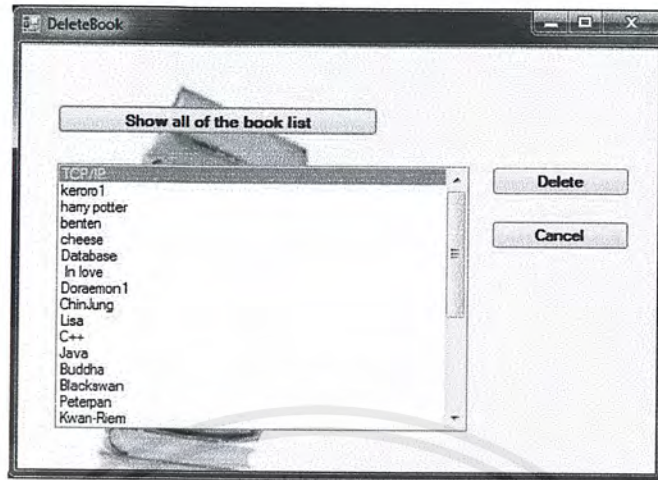 DeleteBook
Show all of the book list
TCP/IP
keroro1
harry potter
benten
cheese
Database
In love
Doraemon1
ChinJung
Lisa
C++
Java
Buddha
Blackswan
Peterpan
Kwan-Riem
Delete
Cancel